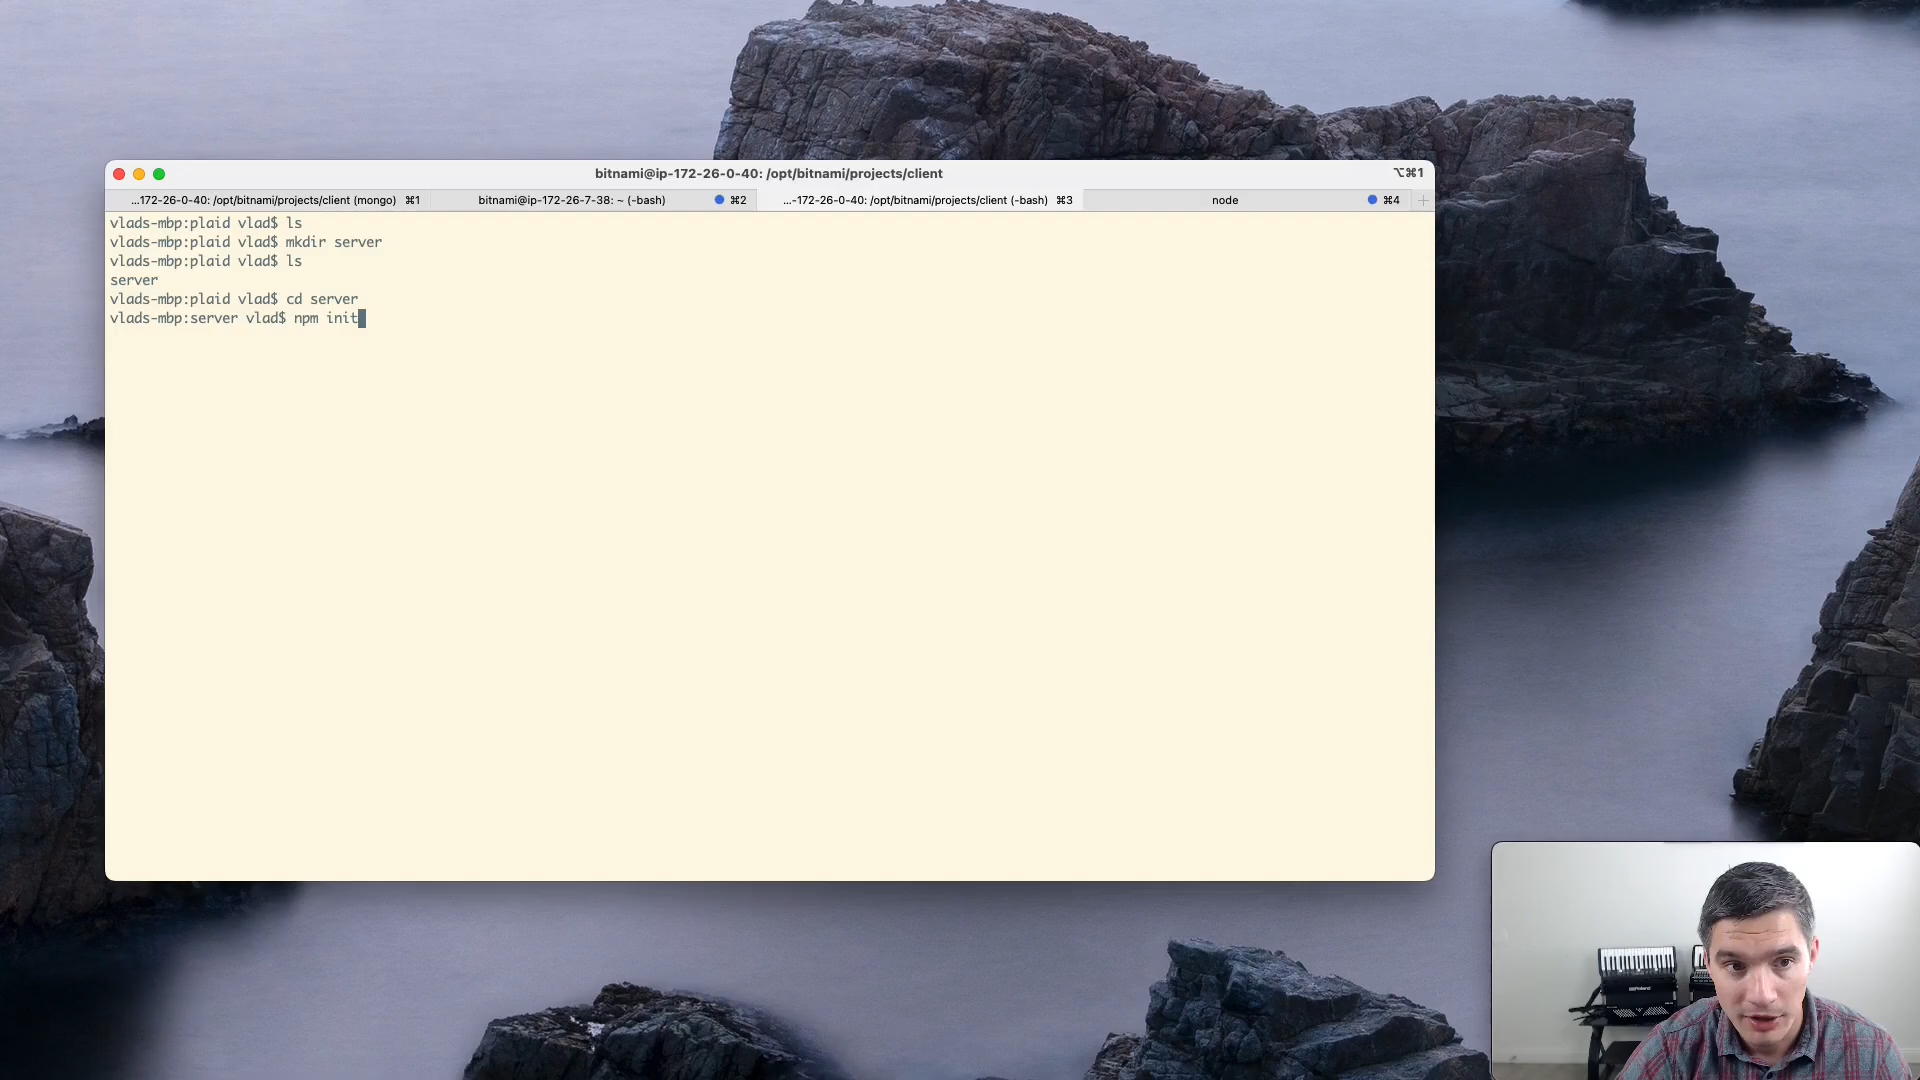 bitnami@ip-172-26-0-40: /opt/bitnami/projects/client
⌥⌘1
...172-26-0-40: /opt/bitnami/projects/client (mongo) ⌘1
bitnami@ip-172-26-7-38: ~ (-bash) ⌘2
...-172-26-0-40: /opt/bitnami/projects/client (-bash) ⌘3
node ⌘4
vlads-mbp:plaid vlad$ ls
vlads-mbp:plaid vlad$ mkdir server
vlads-mbp:plaid vlad$ ls
server
vlads-mbp:plaid vlad$ cd server
vlads-mbp:server vlad$ npm init
Roland